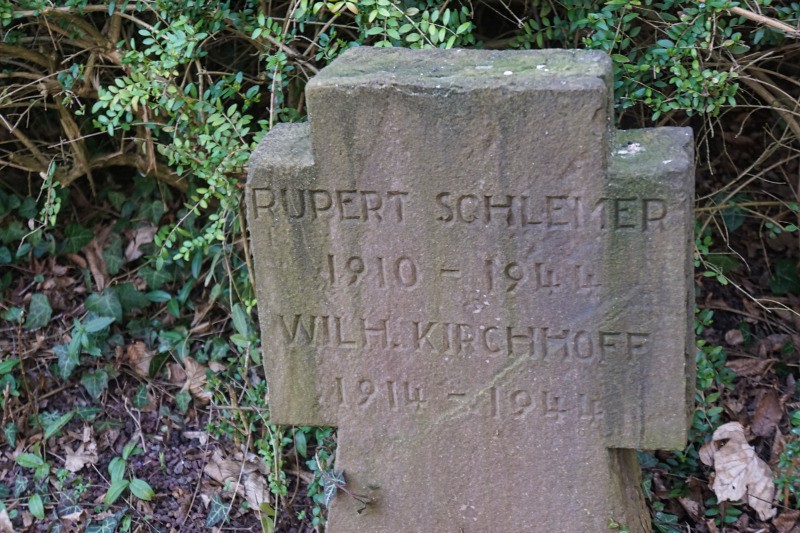 RUPERT SCHLEMER
1910 - 1944
WILH. KIRCHHOFF
1914 - 1944